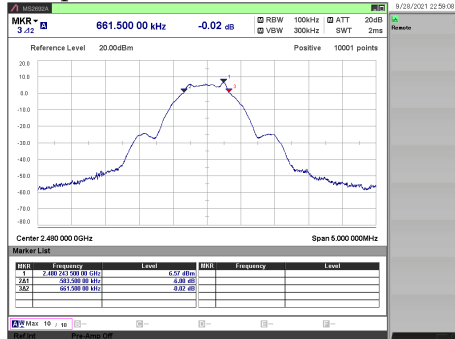 MS2692A
9/28/2021 22:59:08
MKR
3 Δ2
661.500 00 kHz
-0.02 dB
RBW 100kHz
VBW 300kHz
ATT 20dB
SWT 2ms
Remote
Reference Level 20.00dBm
Positive 10001 points
20.0
10.0
0.0
-10.0
-20.0
-30.0
-40.0
-50.0
-60.0
-70.0
-80.0
1
2
3
Center 2.480 000 0GHz
Span 5.000 000MHz
Marker List
MKR Frequency Level MKR Frequency Level
1 2.480 243 500 00 GHz 6.57 dBm
2Δ1 -583.500 00 kHz
3Δ2 661.500 00 kHz -0.02 dB
Max 10 / 10
Ref.Int Pre-Amp Off